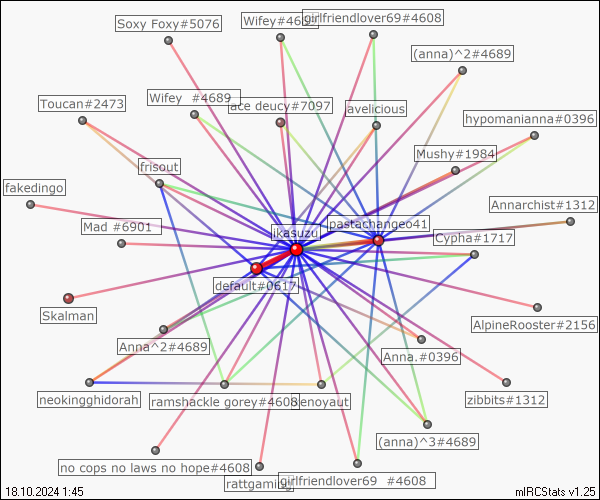 Soxy Foxy#5076
Wifey#4689
girlfriendlover69#4608
(anna)^2#4689
Toucan#2473
Wifey  #4689
ace deucy#7097
avelicious
hypomanianna#0396
frisout
Mushy#1984
fakedingo
Annarchist#1312
Mad #6901
ikasuzu
pastachange041
Cypha#1717
default#0617
Skalman
AlpineRooster#2156
Anna^2#4689
Anna.#0396
neokingghidorah
ramshackle gorey#4608
enoyaut
zibbits#1312
(anna)^3#4689
no cops no laws no hope#4608
rattgaming
girlfriendlover69  #4608
18.10.2024 1:45
mIRCStats v1.25